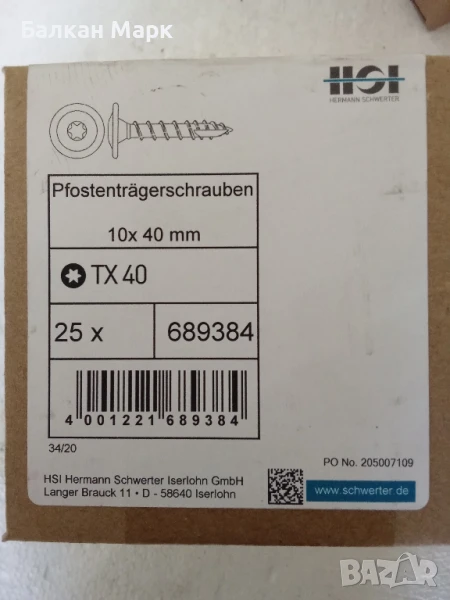 Балкан Марк
HSI
HERMANN SCHWERTER
Pfostenträgerschrauben
10x 40 mm
TX 40
25 x
689384
4 001221 689384
34/20
PO No. 205007109
HSI Hermann Schwerter Iserlohn GmbH
Langer Brauck 11 • D - 58640 Iserlohn
www.schwerter.de
BAZAR